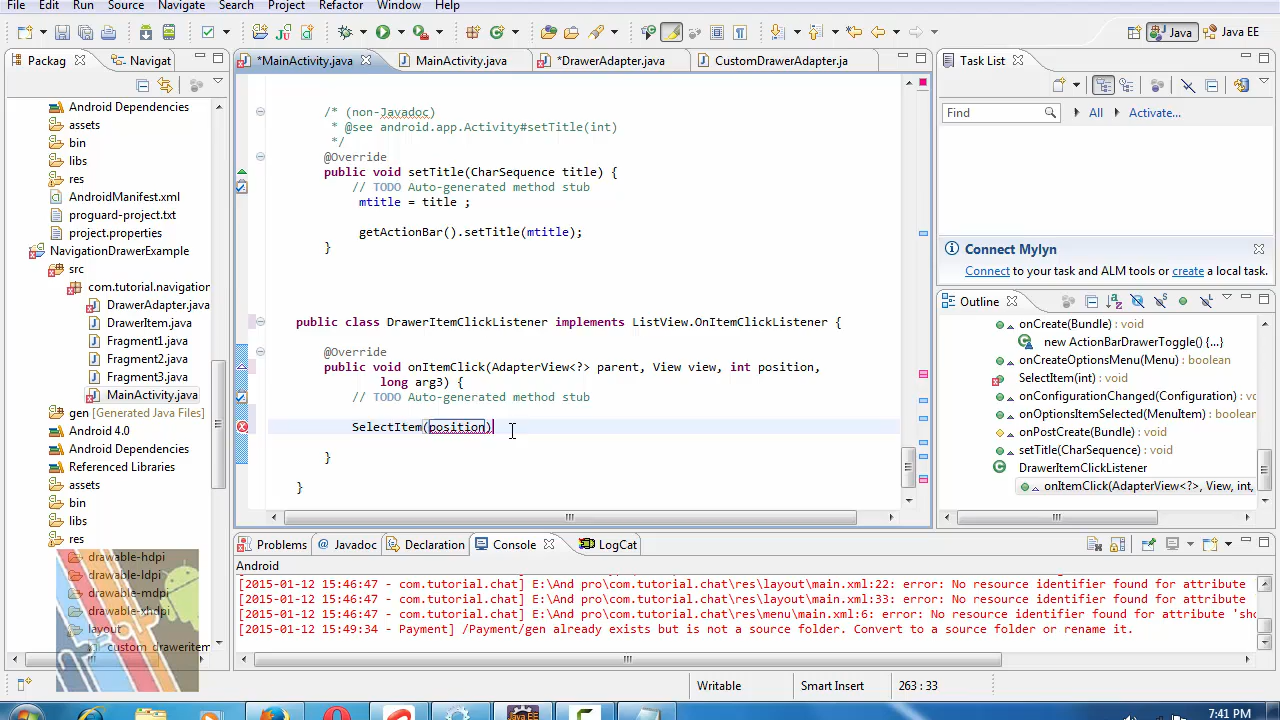 File Edit Run Source Navigate Search Project Refactor Window Help
Java
Java EE
Packag
Navigat
*MainActivity.java
MainActivity.java
*DrawerAdapter.java
CustomDrawerAdapter.ja
Task List
Find
All
Activate...
Android Dependencies
assets
bin
libs
res
AndroidManifest.xml
proguard-project.txt
project.properties
NavigationDrawerExample
src
com.tutorial.navigation
DrawerAdapter.java
DrawerItem.java
Fragment1.java
Fragment2.java
Fragment3.java
MainActivity.java
gen [Generated Java Files]
Android 4.0
Android Dependencies
Referenced Libraries
assets
bin
libs
res
drawable-hdpi
drawable-ldpi
drawable-mdpi
drawable-xhdpi
layout
custom_draweritem
/* (non-Javadoc)
* @see android.app.Activity#setTitle(int)
*/
@Override
public void setTitle(CharSequence title) {
// TODO Auto-generated method stub
mtitle = title ;
getActionBar().setTitle(mtitle);
}
public class DrawerItemClickListener implements ListView.OnItemClickListener {
@Override
public void onItemClick(AdapterView<?> parent, View view, int position,
long arg3) {
// TODO Auto-generated method stub
SelectItem(position)
}
}
Connect Mylyn
Connect to your task and ALM tools or create a local task.
Outline
onCreate(Bundle) : void
new ActionBarDrawerToggle() {...}
onCreateOptionsMenu(Menu) : boolean
SelectItem(int) : void
onConfigurationChanged(Configuration) : void
onOptionsItemSelected(MenuItem) : boolean
onPostCreate(Bundle) : void
setTitle(CharSequence) : void
DrawerItemClickListener
onItemClick(AdapterView<?>, View, int,
Problems
Javadoc
Declaration
Console
LogCat
Android
[2015-01-12 15:46:47 - com.tutorial.chat] E:\And pro\com.tutorial.chat\res\layout\main.xml:22: error: No resource identifier found for attribute
[2015-01-12 15:46:47 - com.tutorial.chat] E:\And pro\com.tutorial.chat\res\layout\main.xml:33: error: No resource identifier found for attribute
[2015-01-12 15:46:47 - com.tutorial.chat] E:\And pro\com.tutorial.chat\res\menu\main.xml:6: error: No resource identifier found for attribute 'sho
[2015-01-12 15:49:34 - Payment] /Payment/gen already exists but is not a source folder. Convert to a source folder or rename it.
Writable
Smart Insert
263 : 33
7:41 PM